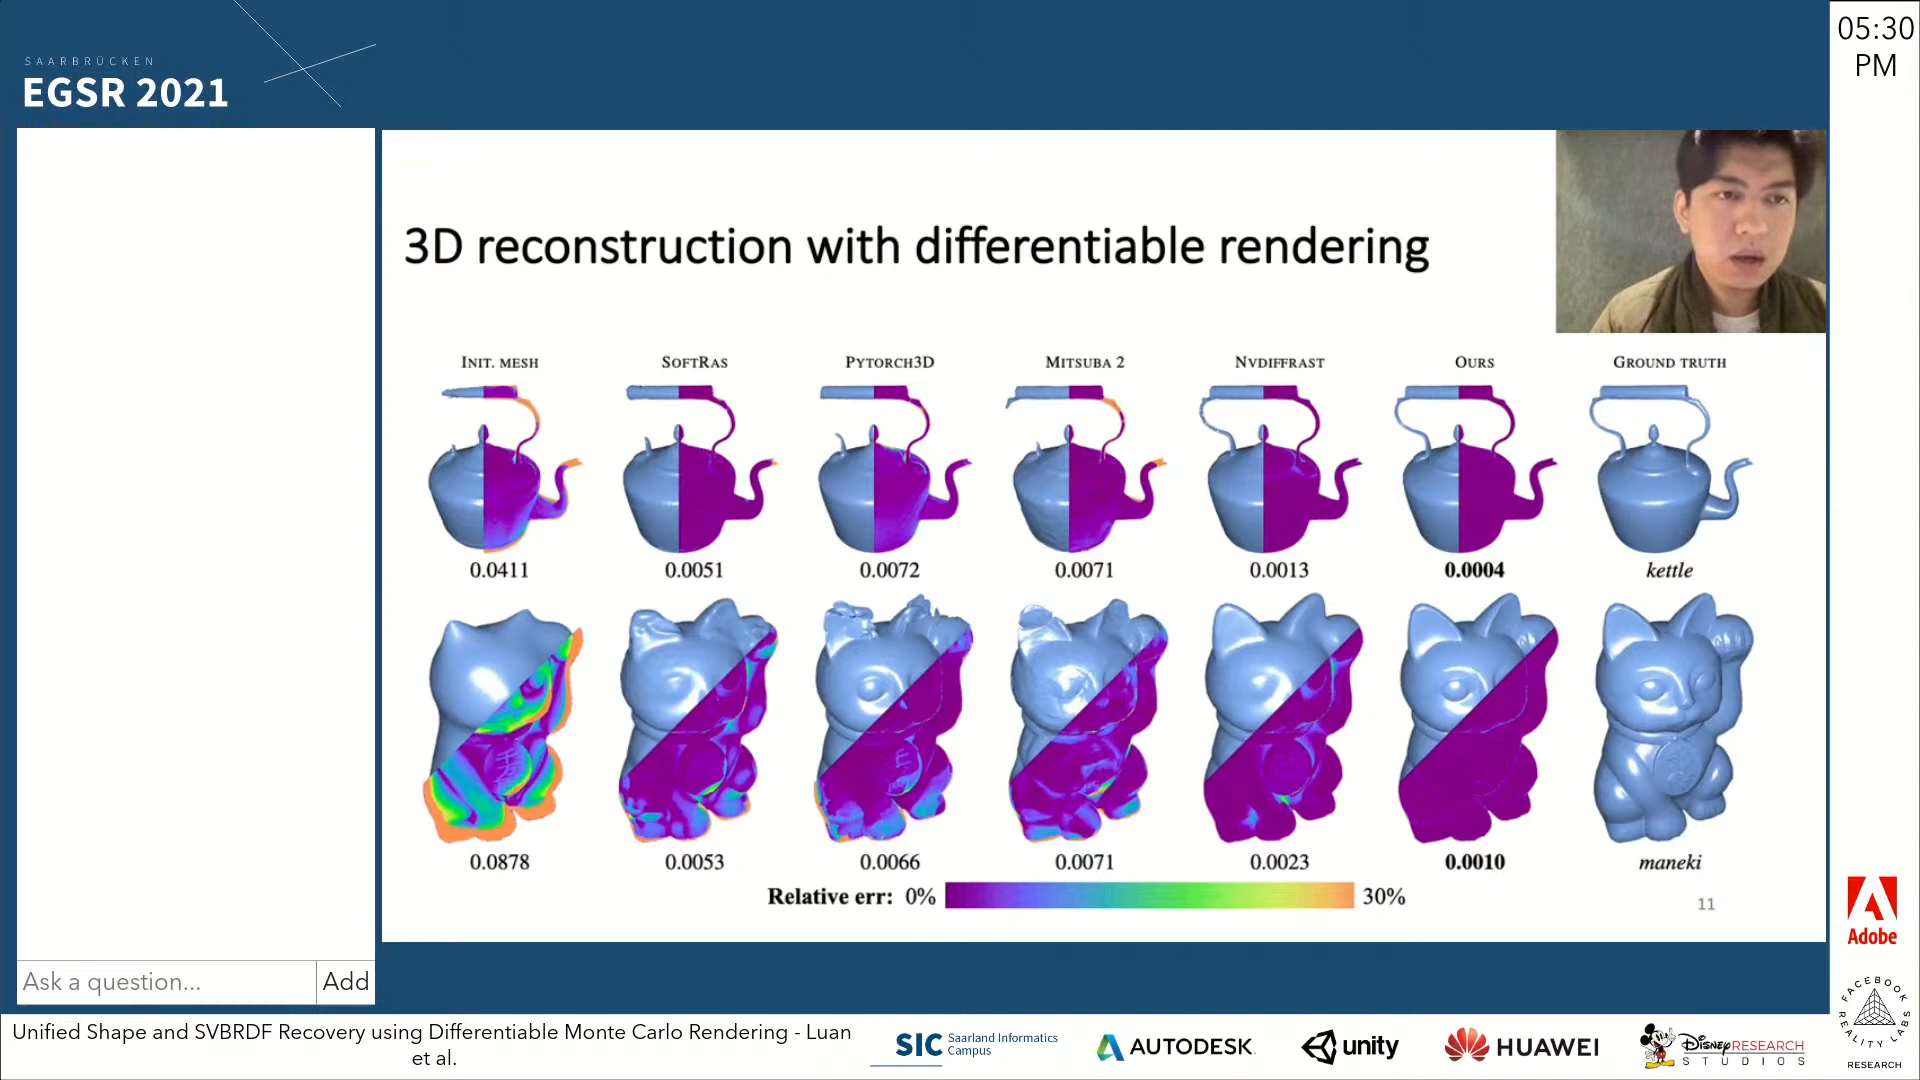 SAARBRÜCKEN
EGSR 2021
05:30
PM
3D reconstruction with differentiable rendering
INIT. MESH SOFTRAS PYTORCH3D MITSUBA 2 NVDIFFRAST OURS GROUND TRUTH
0.0411 0.0051 0.0072 0.0071 0.0013 0.0004 kettle
0.0878 0.0053 0.0066 0.0071 0.0023 0.0010 maneki
Relative err: 0% 30%
11
Ask a question... Add
Unified Shape and SVBRDF Recovery using Differentiable Monte Carlo Rendering - Luan
et al.
SIC Saarland Informatics
Campus
AUTODESK
unity
HUAWEI
DISNEY RESEARCH
STUDIOS
Adobe
FACEBOOK
REALITY LABS
RESEARCH